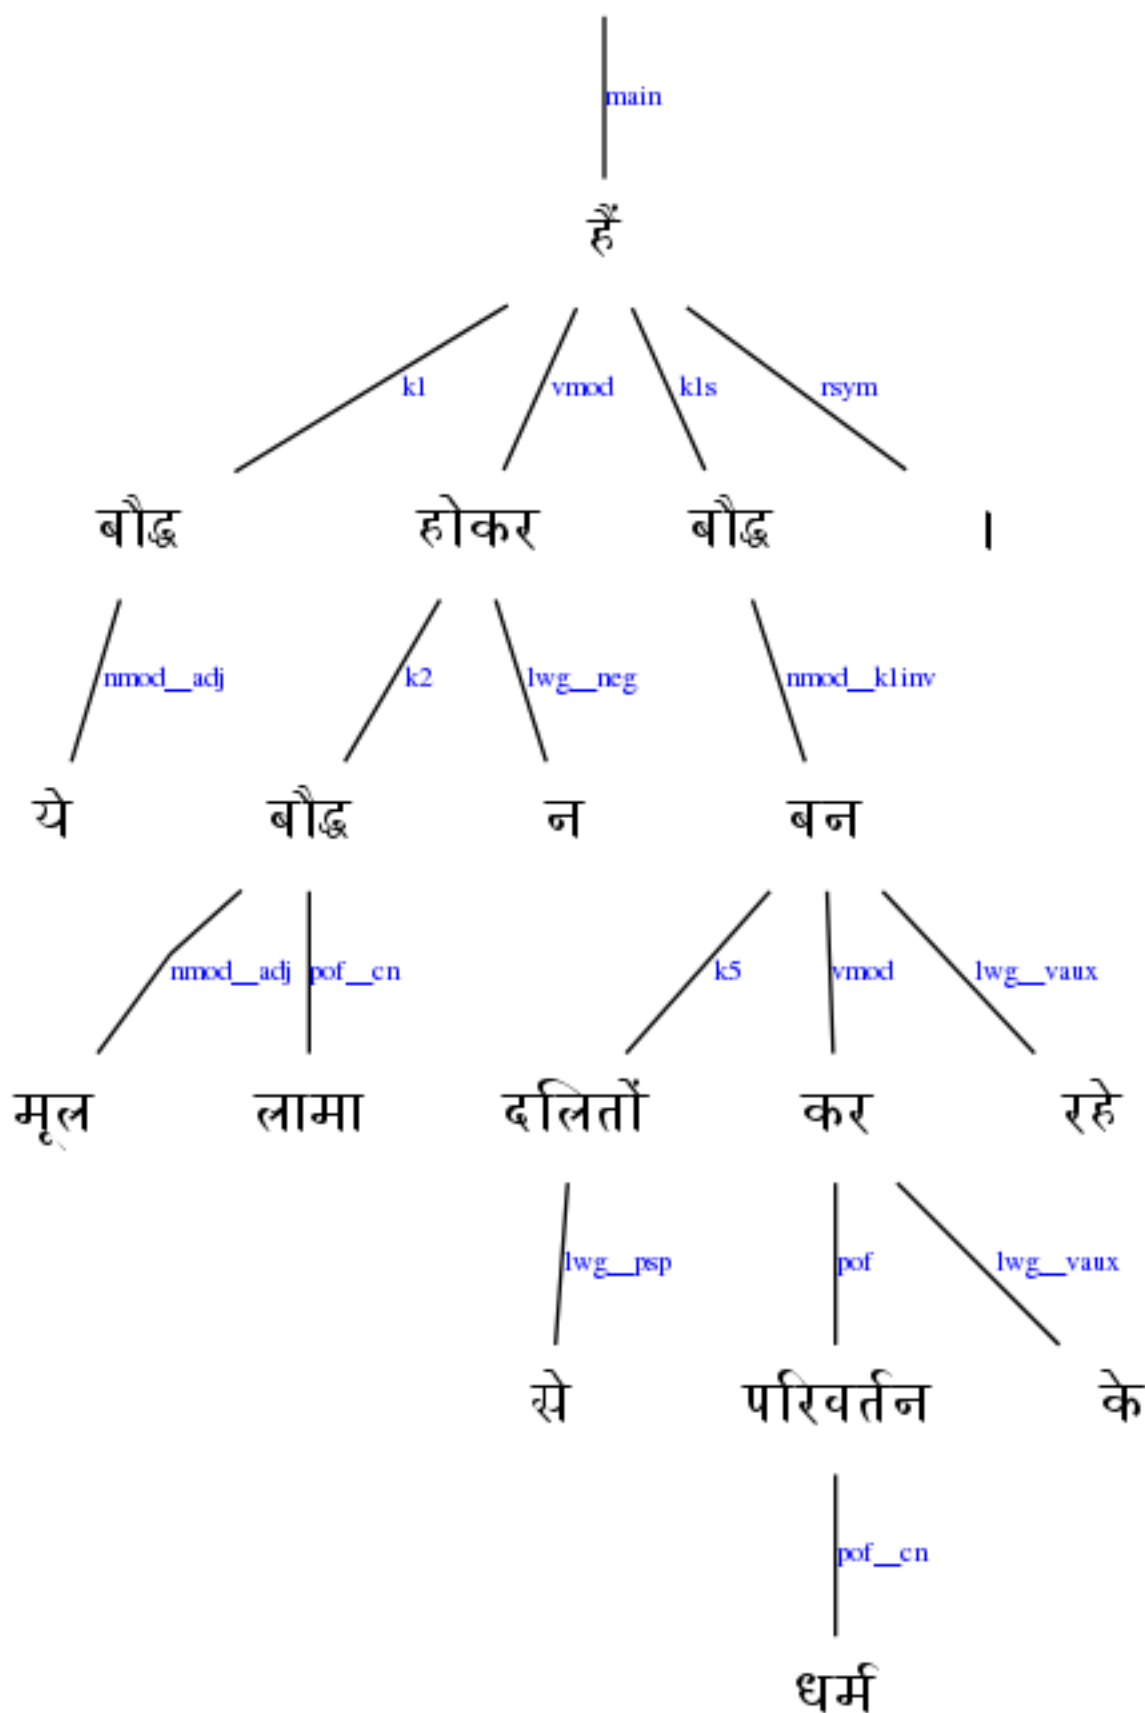 main
हैं
k1 vmod k1s rsym
बौद्ध होकर बौद्ध ।
nmod__adj k2 lwg__neg nmod__k1inv
ये बौद्ध न बन
nmod__adj pof__cn k5 vmod lwg__vaux
मूल लामा दलितों कर रहे
lwg__psp pof lwg__vaux
से परिवर्तन के
pof__cn
धर्म